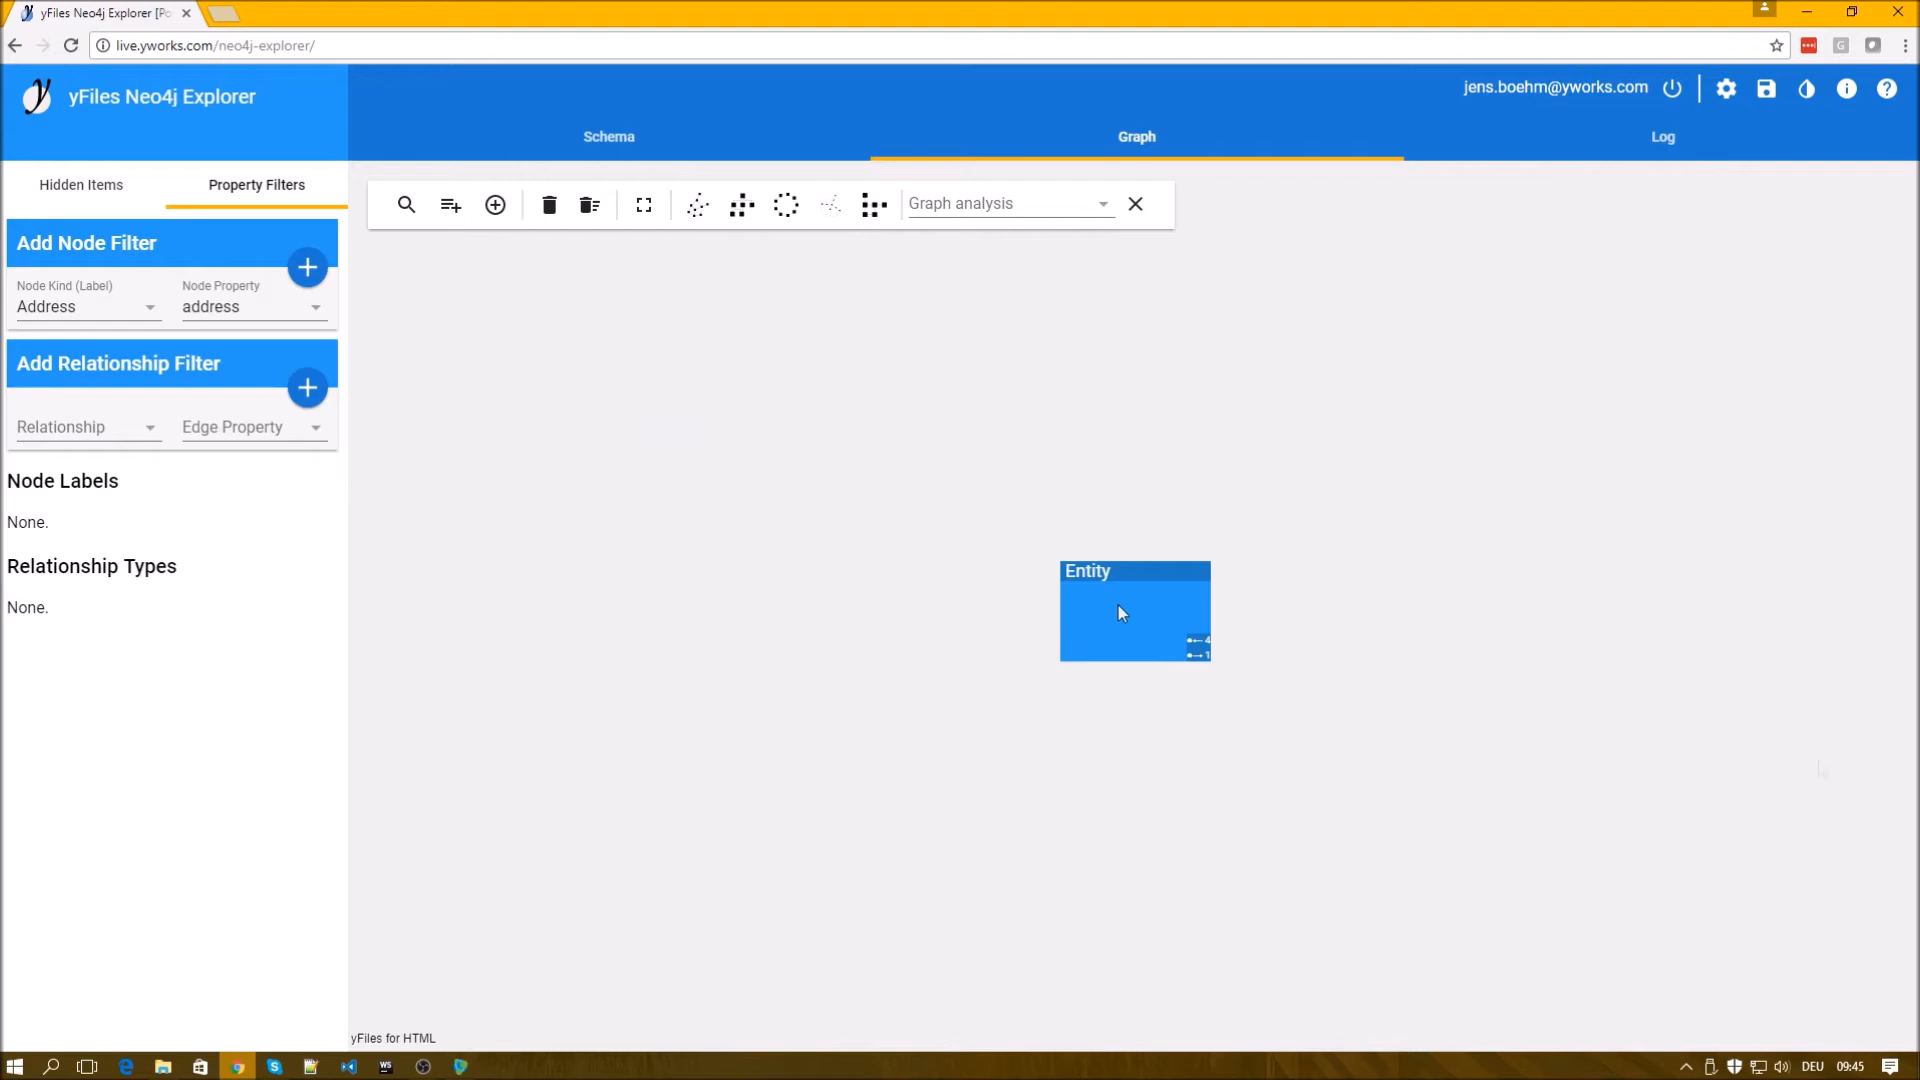 yFiles Neo4j Explorer [Po
live.yworks.com/neo4j-explorer/
yFiles Neo4j Explorer
jens.boehm@yworks.com
Schema
Graph
Log
Hidden Items
Property Filters
Graph analysis
Add Node Filter
Node Kind (Label)
Node Property
Address
address
Add Relationship Filter
Relationship
Edge Property
Node Labels
None.
Relationship Types
None.
Entity
4
1
yFiles for HTML
DEU
09:45